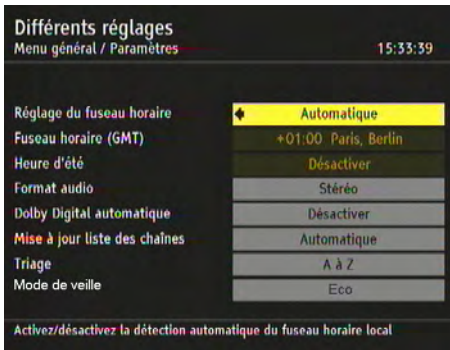 Différents réglages
Menu général / Paramètres 15:33:39
Réglage du fuseau horaire Automatique
Fuseau horaire (GMT) +01:00 Paris, Berlin
Heure d'été Désactiver
Format audio Stéréo
Dolby Digital automatique Désactiver
Mise à jour liste des chaînes Automatique
Triage A à Z
Mode de veille Eco
Activez/désactivez la détection automatique du fuseau horaire local